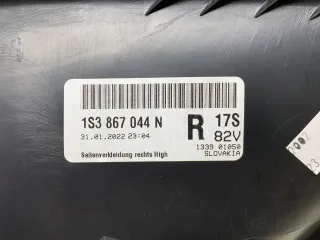 1S3 867 044 N
31.01.2022 23:04
R
17S
82V
1339 01050
SLOVAKIA
Seitenverkleidung rechts High